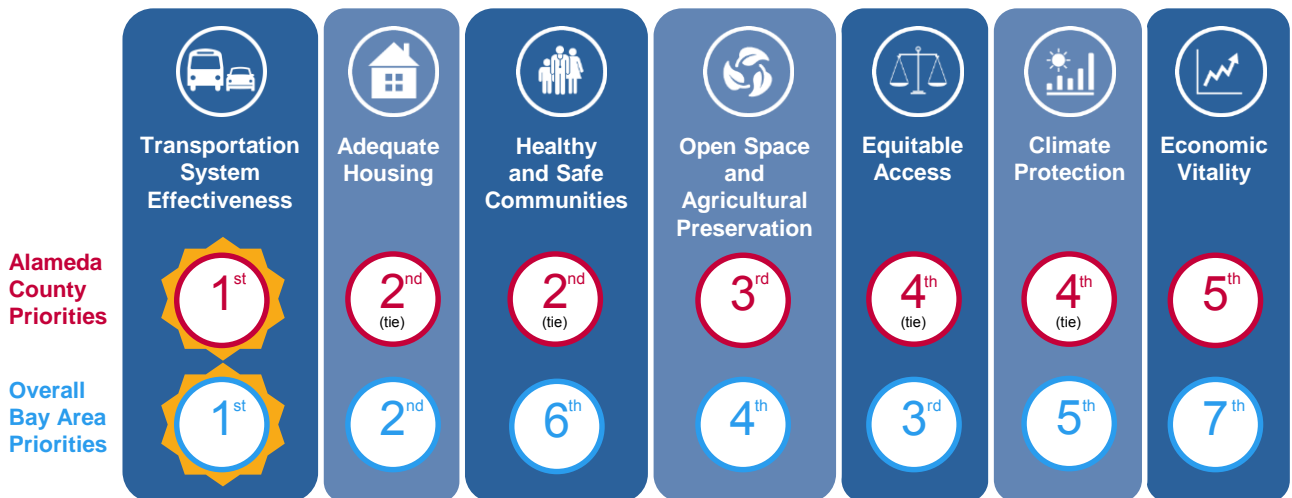 Transportation
System
Effectiveness
Adequate
Housing
Healthy
and Safe
Communities
Open Space
and
Agricultural
Preservation
Equitable
Access
Climate
Protection
Economic
Vitality
Alameda
County
Priorities
1st
2nd
(tie)
2nd
(tie)
3rd
4th
(tie)
4th
(tie)
5th
Overall
Bay Area
Priorities
1st
2nd
6th
4th
3rd
5th
7th